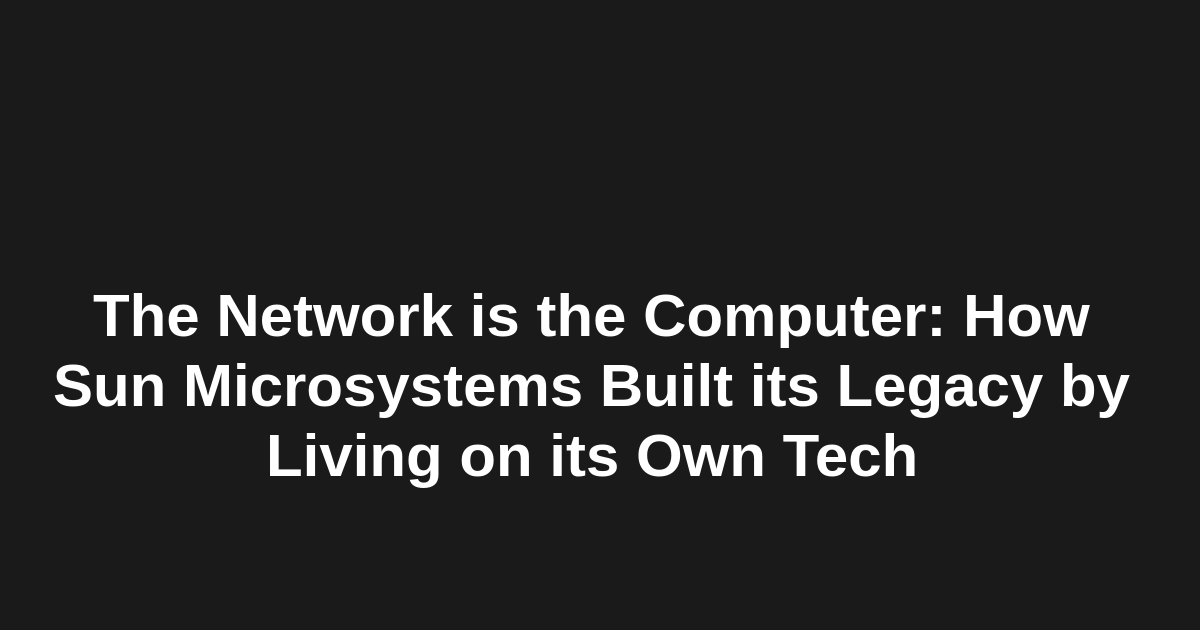 The Network is the Computer: How
Sun Microsystems Built its Legacy by
Living on its Own Tech